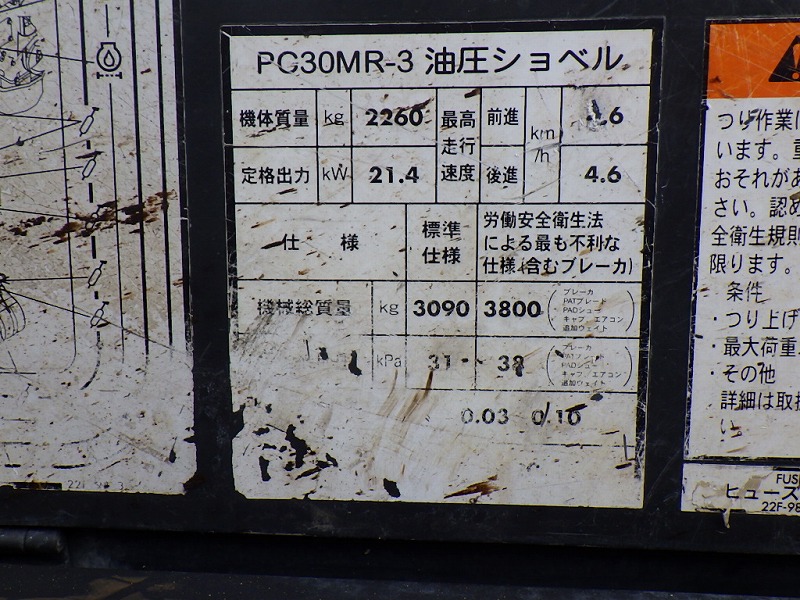 PC30MR-3 油圧ショベル
機体質量 kg 2260 最高走行速度 前進 km/h .6
定格出力 kW 21.4 後進 4.6
仕様 標準仕様 労働安全衛生法による最も不利な仕様(含むブレーカ)
機械総質量 kg 3090 3800 (ブレーカ PATブレード PADシュー キャブ エアコン 追加ウェイト)
kPa 31 38 (ブレーカ PATブレード PADシュー キャブ エアコン 追加ウェイト)
0.03 0.10
つり作業
います。
おそれがあ
さい。認め
全衛生規則
限ります。
条件
・つり上げ
・最大荷重
・その他
詳細は取扱
い
FUS
ヒューズ
22F-98